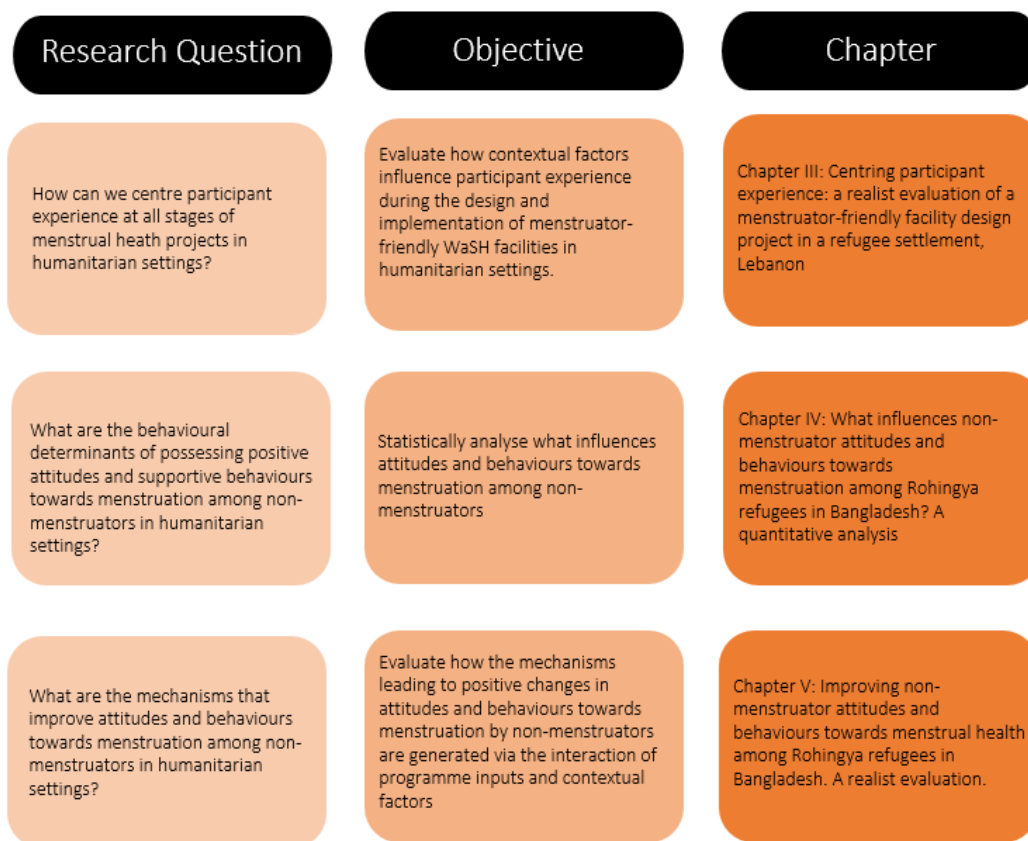 Research Question
Objective
Chapter
How can we centre participant
experience at all stages of
menstrual heath projects in
humanitarian settings?
Evaluate how contextual factors
influence participant experience
during the design and
implementation of menstruator-
friendly WaSH facilities in
humanitarian settings.
Chapter III: Centring participant
experience: a realist evaluation of a
menstruator-friendly facility design
project in a refugee settlement,
Lebanon
What are the behavioural
determinants of possessing positive
attitudes and supportive behaviours
towards menstruation among non-
menstruators in humanitarian
settings?
Statistically analyse what influences
attitudes and behaviours towards
menstruation among non-
menstruators
Chapter IV: What influences non-
menstruator attitudes and
behaviours towards
menstruation among Rohingya
refugees in Bangladesh? A
quantitative analysis
What are the mechanisms that
improve attitudes and behaviours
towards menstruation among non-
menstruators in humanitarian
settings?
Evaluate how the mechanisms
leading to positive changes in
attitudes and behaviours towards
menstruation by non-menstruators
are generated via the interaction of
programme inputs and contextual
factors
Chapter V: Improving non-
menstruator attitudes and
behaviours towards menstrual health
among Rohingya refugees in
Bangladesh. A realist evaluation.